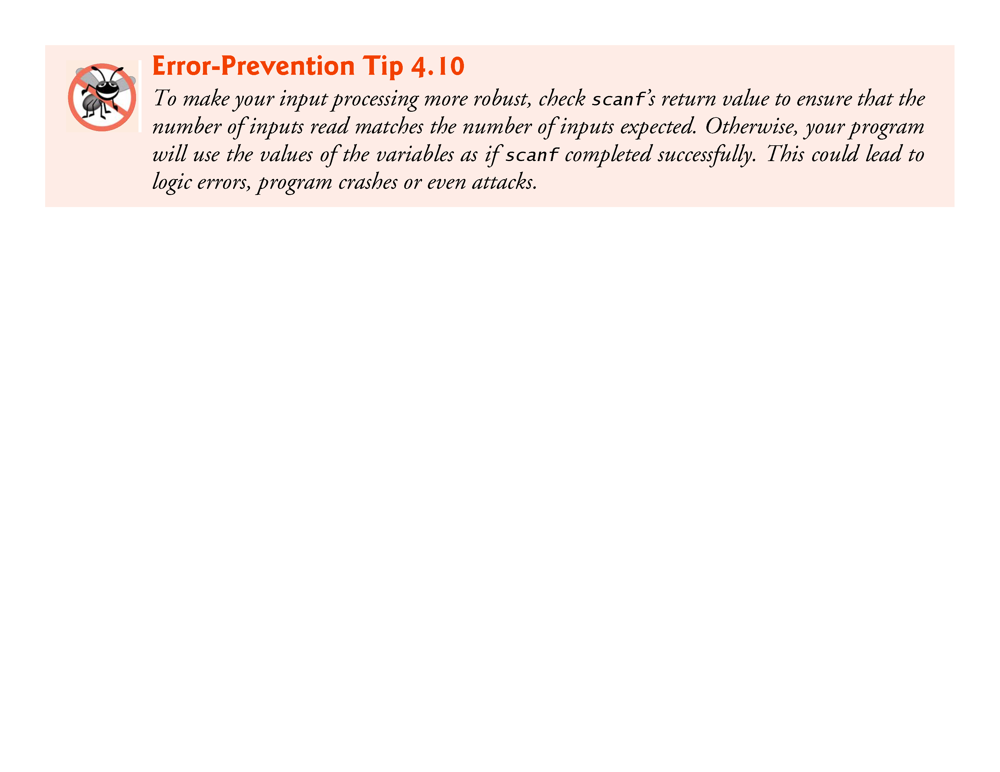 Error-Prevention Tip 4.10
To make your input processing more robust, check scanf’s return value to ensure that the
number of inputs read matches the number of inputs expected. Otherwise, your program
will use the values of the variables as if scanf completed successfully. This could lead to
logic errors, program crashes or even attacks.